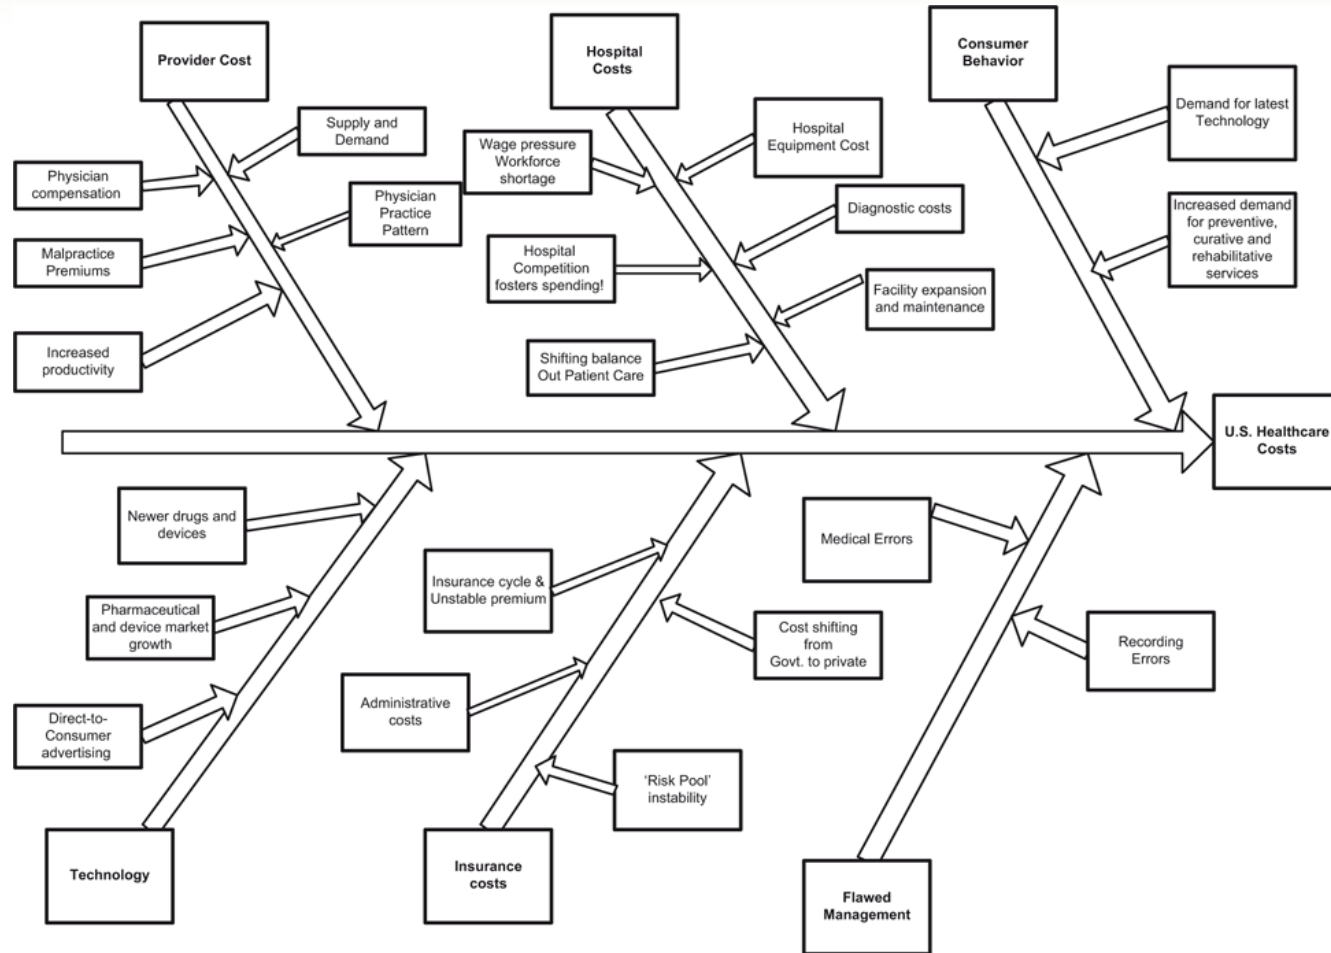 Provider Cost
Hospital
Costs
Consumer
Behavior
Supply and
Demand
Physician
compensation
Physician
Practice
Pattern
Malpractice
Premiums
Increased
productivity
Wage pressure
Workforce
shortage
Hospital
Equipment Cost
Diagnostic costs
Hospital
Competition
fosters spending!
Facility expansion
and maintenance
Shifting balance
Out Patient Care
Demand for latest
Technology
Increased demand
for preventive,
curative and
rehabilitative
services
U.S. Healthcare
Costs
Newer drugs and
devices
Pharmaceutical
and device market
growth
Direct-to-
Consumer
advertising
Technology
Insurance cycle &
Unstable premium
Cost shifting
from
Govt. to private
Administrative
costs
‘Risk Pool’
instability
Insurance
costs
Medical Errors
Recording
Errors
Flawed
Management